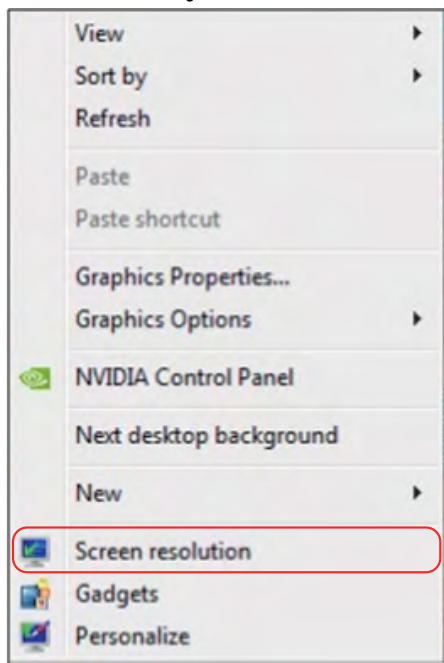 View
Sort by
Refresh
Paste
Paste shortcut
Graphics Properties...
Graphics Options
NVIDIA Control Panel
Next desktop background
New
Screen resolution
Gadgets
Personalize